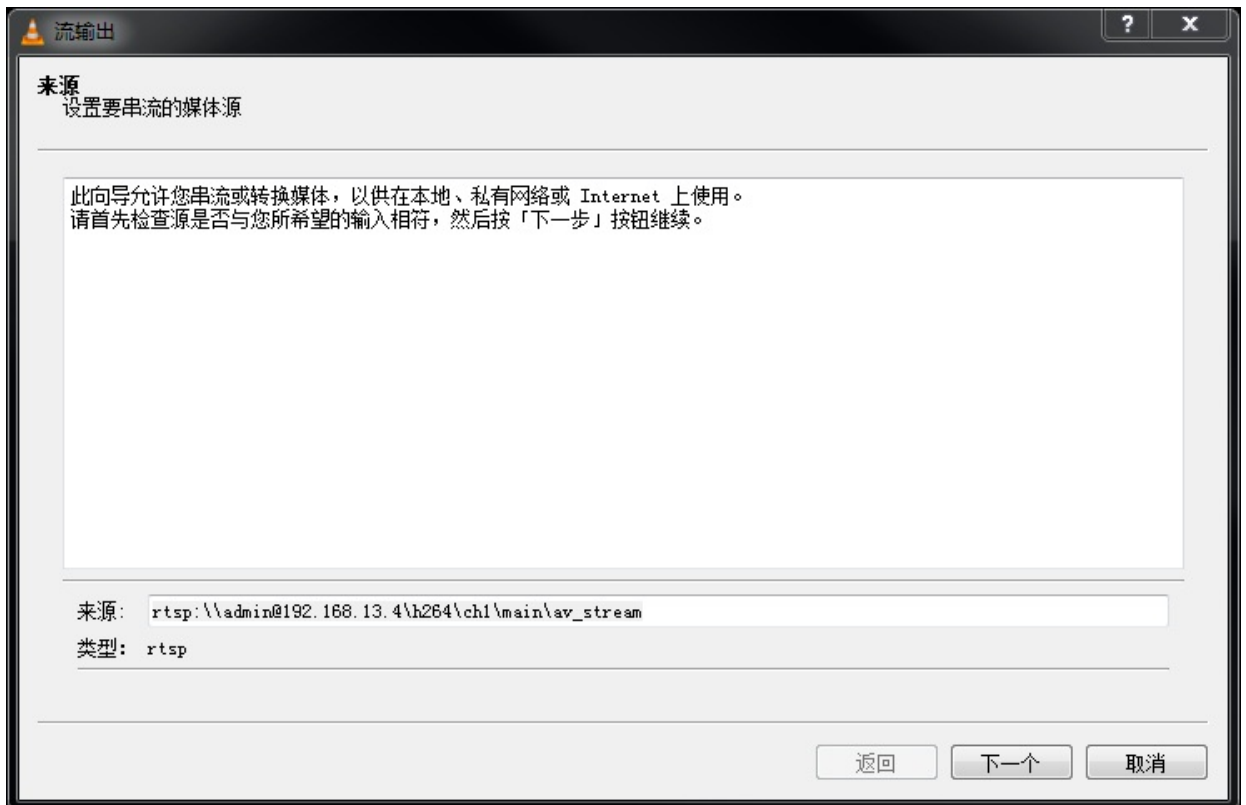 流输出
来源
设置要串流的媒体源
此向导允许您串流或转换媒体，以供在本地、私有网络或 Internet 上使用。
请首先检查源是否与您所希望的输入相符，然后按「下一步」按钮继续。
来源: rtsp:\\admin@192.168.13.4\h264\ch1\main\av_stream
类型: rtsp
返回 下一个 取消